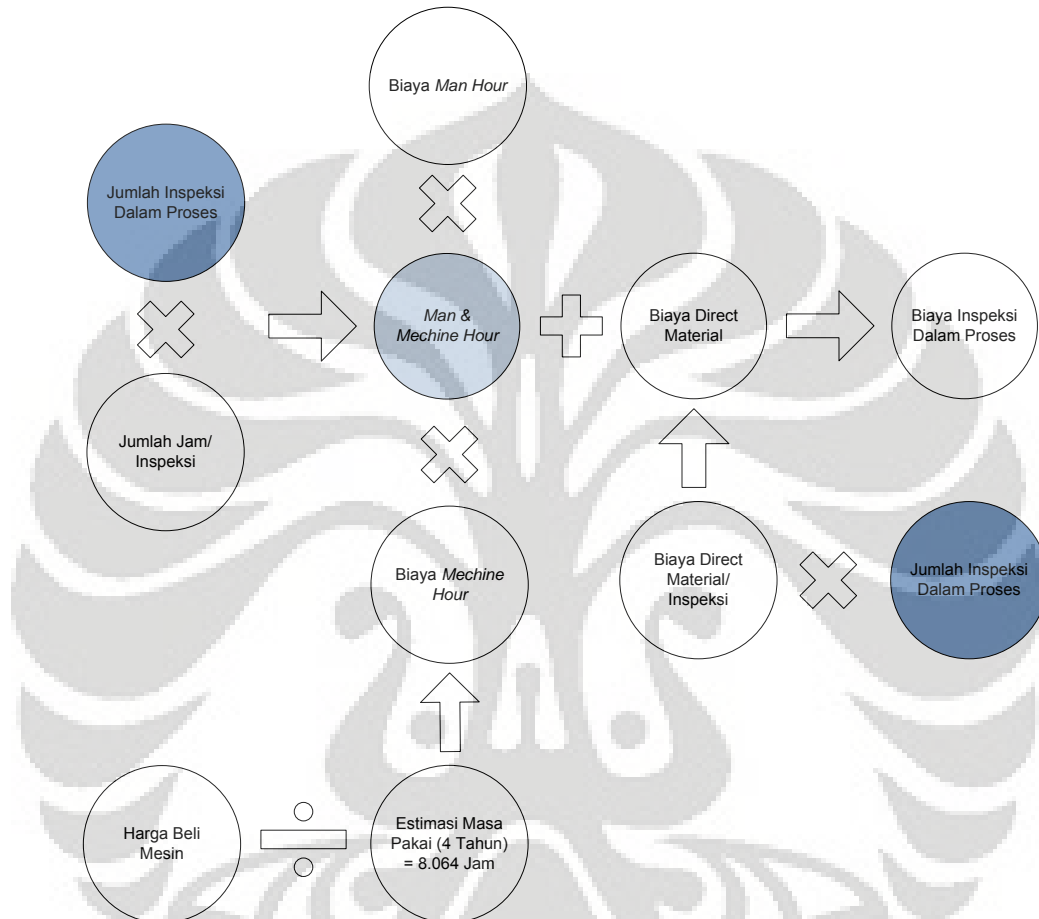 Biaya Man Hour
Jumlah Inspeksi
Dalam Proses
Man &
Mechine Hour
Biaya Direct
Material
Biaya Inspeksi
Dalam Proses
Jumlah Jam/
Inspeksi
Biaya Mechine
Hour
Biaya Direct
Material/
Inspeksi
Jumlah Inspeksi
Dalam Proses
Harga Beli
Mesin
Estimasi Masa
Pakai (4 Tahun)
= 8.064 Jam